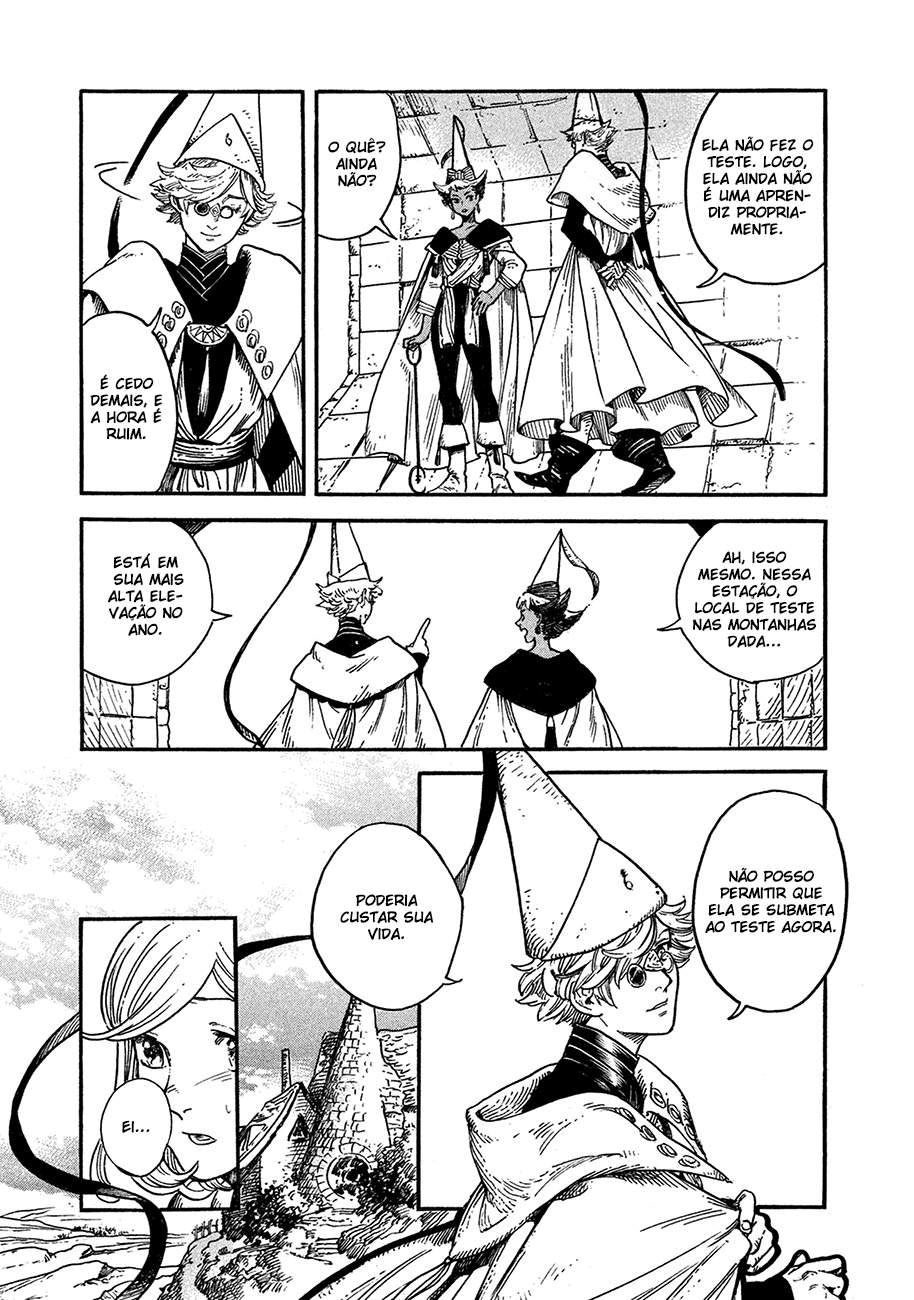 ELA NÃO FEZ O
TESTE. LOGO,
ELA AINDA NÃO
É UMA APREN-
DIZ PROPRIA-
MENTE.
O QUÊ?
AINDA
NÃO?
É CEDO
DEMAIS, E
A HORA É
RUIM.
AH, ISSO
MESMO. NESSA
ESTAÇÃO, O
LOCAL DE TESTE
NAS MONTANHAS
DADA...
ESTÁ EM
SUA MAIS
ALTA ELE-
VAÇÃO NO
ANO.
NÃO POSSO
PERMITIR QUE
ELA SE SUBMETA
AO TESTE AGORA.
PODERIA
CUSTAR SUA
VIDA.
EI...